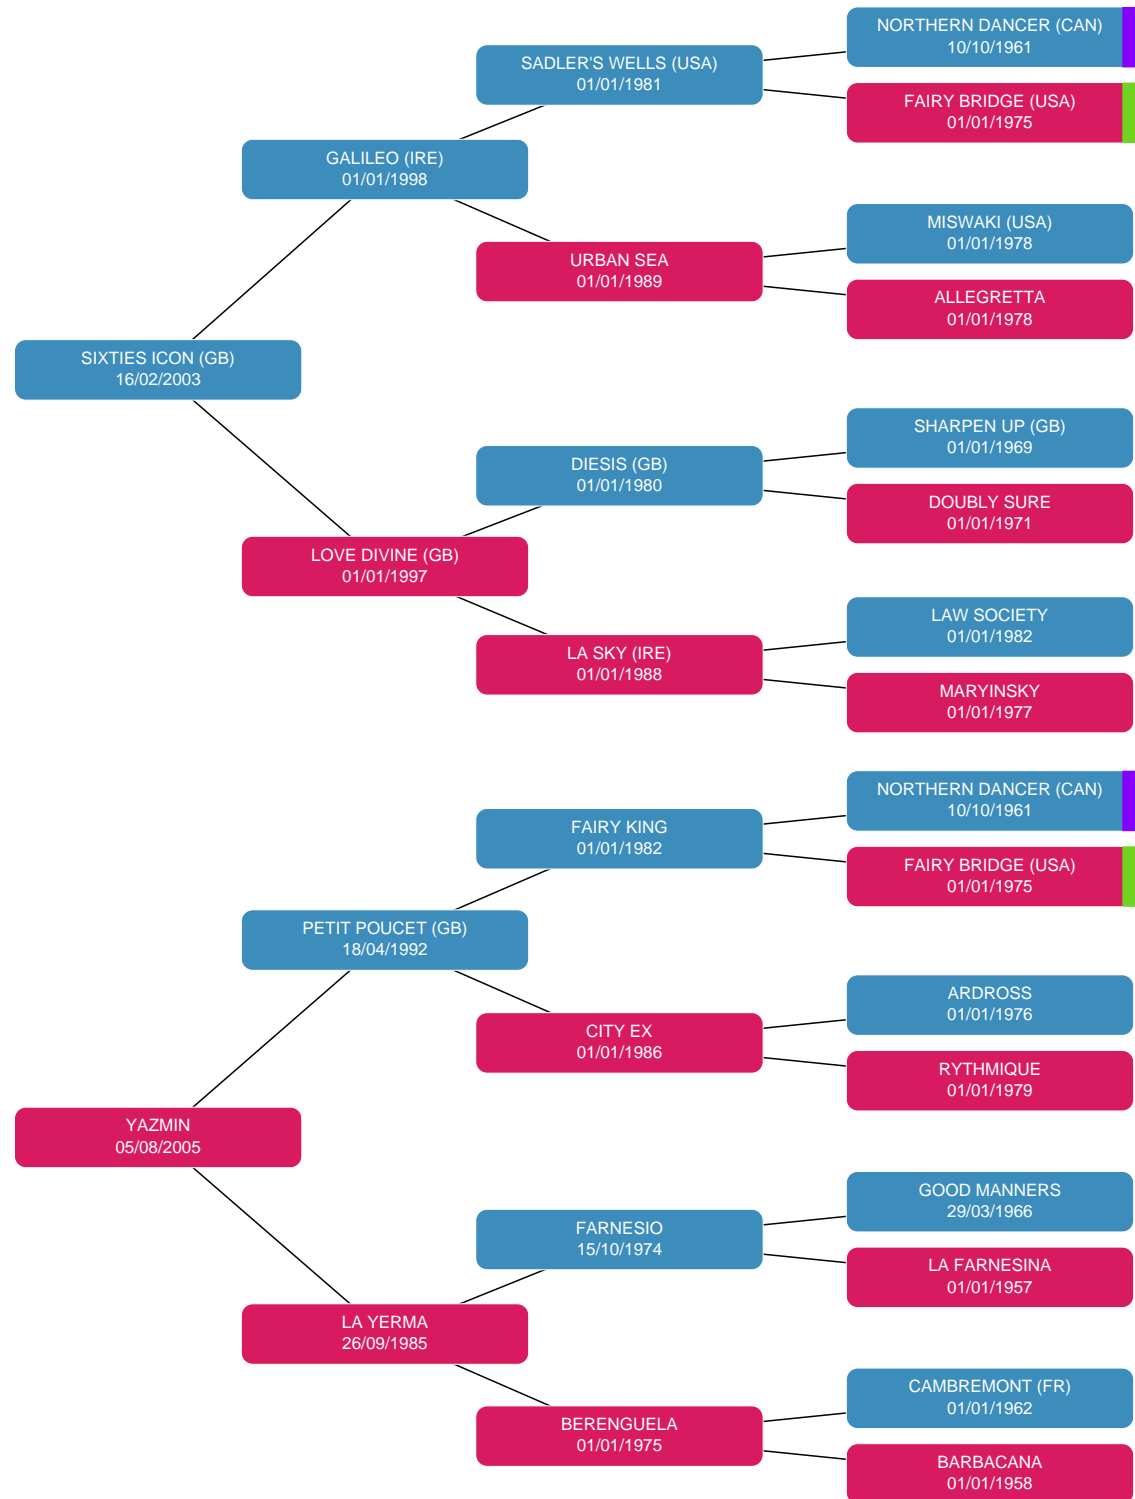 NORTHERN DANCER (CAN)
10/10/1961
SADLER'S WELLS (USA)
01/01/1981
FAIRY BRIDGE (USA)
01/01/1975
GALILEO (IRE)
01/01/1998
MISWAKI (USA)
01/01/1978
URBAN SEA
01/01/1989
ALLEGRETTA
01/01/1978
SIXTIES ICON (GB)
16/02/2003
SHARPEN UP (GB)
01/01/1969
DIESIS (GB)
01/01/1980
DOUBLY SURE
01/01/1971
LOVE DIVINE (GB)
01/01/1997
LAW SOCIETY
01/01/1982
LA SKY (IRE)
01/01/1988
MARYINSKY
01/01/1977
NORTHERN DANCER (CAN)
10/10/1961
FAIRY KING
01/01/1982
FAIRY BRIDGE (USA)
01/01/1975
PETIT POUCET (GB)
18/04/1992
ARDROSS
01/01/1976
CITY EX
01/01/1986
RYTHMIQUE
01/01/1979
YAZMIN
05/08/2005
GOOD MANNERS
29/03/1966
FARNESIO
15/10/1974
LA FARNESINA
01/01/1957
LA YERMA
26/09/1985
CAMBREMONT (FR)
01/01/1962
BERENGUELA
01/01/1975
BARBACANA
01/01/1958